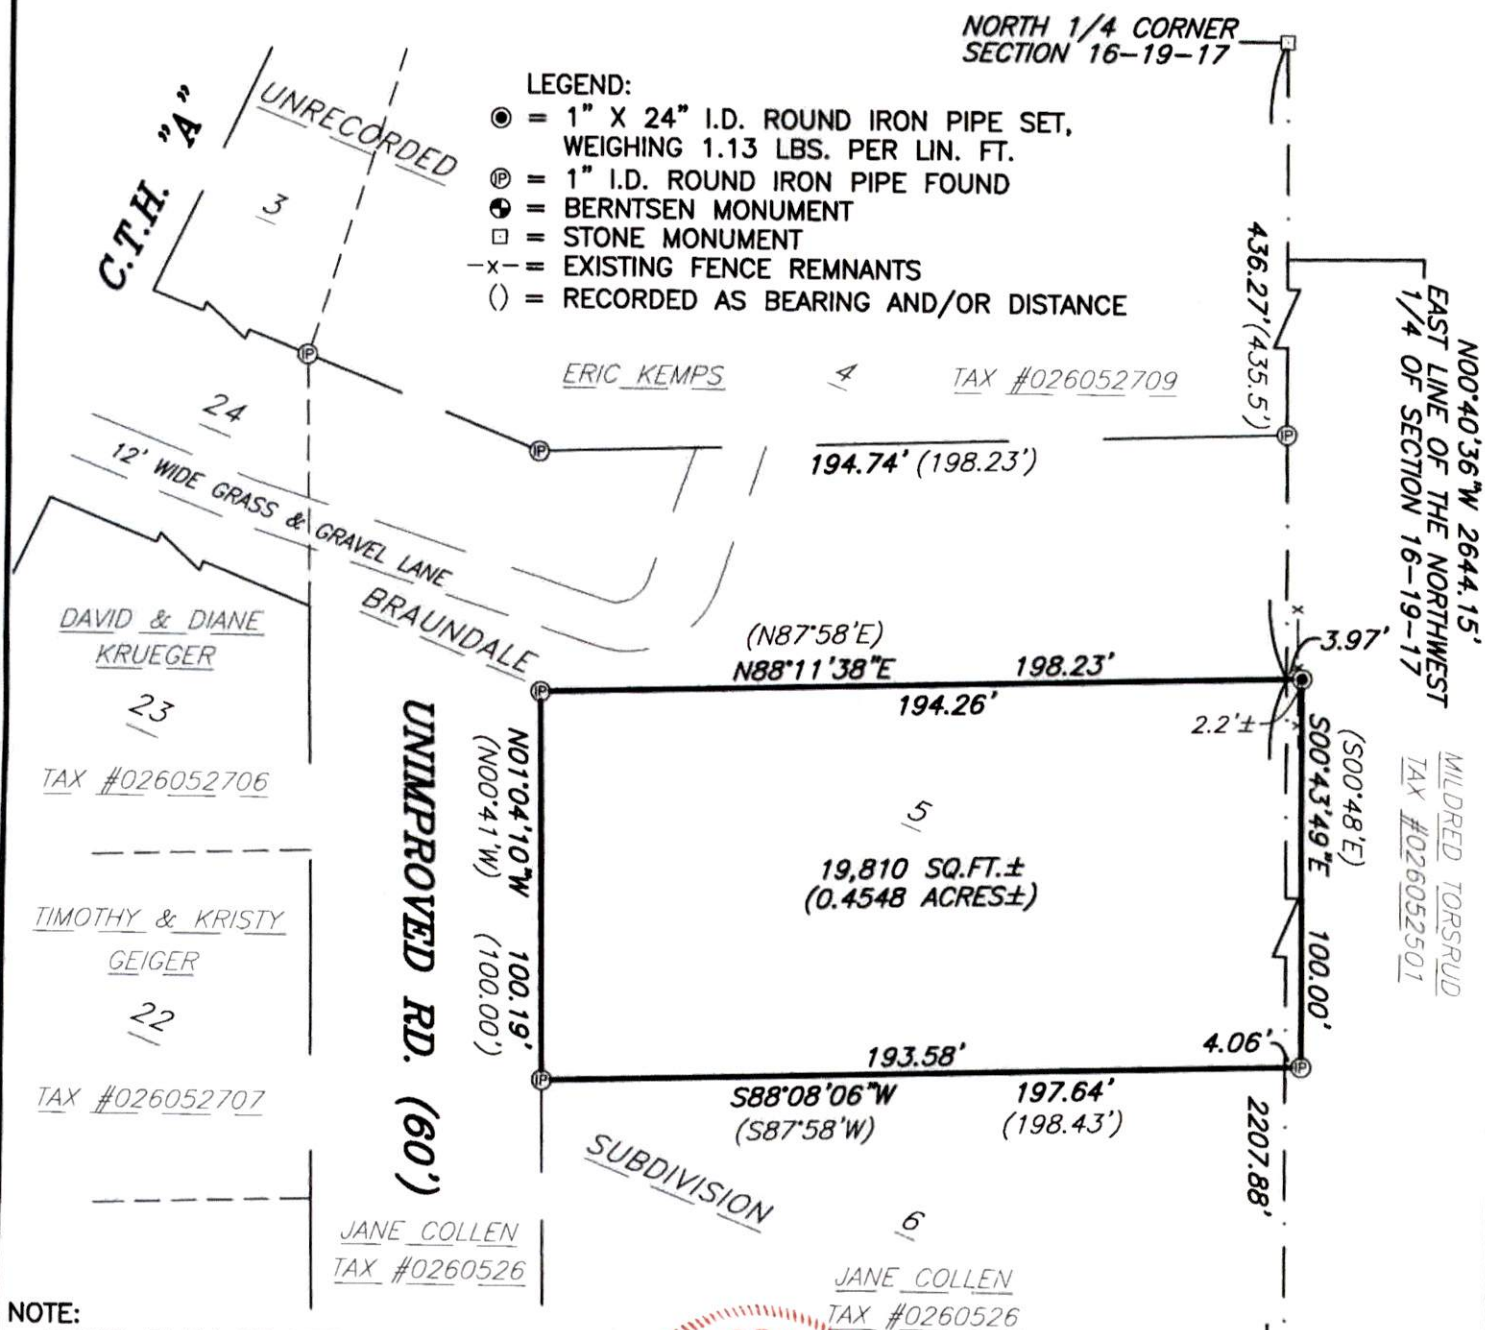 NORTH 1/4 CORNER
SECTION 16-19-17
LEGEND:
= 1" X 24" I.D. ROUND IRON PIPE SET,
WEIGHING 1.13 LBS. PER LIN. FT.
IP = 1" I.D. ROUND IRON PIPE FOUND
= BERNTSEN MONUMENT
= STONE MONUMENT
-x- = EXISTING FENCE REMNANTS
() = RECORDED AS BEARING AND/OR DISTANCE
C.T.H. "A"
UNRECORDED
3
436.27' (435.5')
N00°40'36"W 2644.15'
EAST LINE OF THE NORTHWEST
1/4 OF SECTION 16-19-17
IP
ERIC KEMPS 4 TAX #026052709
24
IP
IP
194.74' (198.23')
12' WIDE GRASS & GRAVEL LANE
BRAUNDALE
DAVID & DIANE
KRUEGER
23
TAX #026052706
(N87°58'E)
N88°11'38"E 198.23'
194.26'
x
3.97'
x
2.2'±
x
IP
UNIMPROVED RD. (60')
N01°04'10"W 100.19'
(N00°41'W) (100.00')
5
19,810 SQ.FT.±
(0.4548 ACRES±)
(S00°48'E)
S00°43'49"E 100.00'
MILDRED TORSRUD
TAX #026052501
TIMOTHY & KRISTY
GEIGER
22
TAX #026052707
193.58' 4.06'
IP
IP
S88°08'06"W 197.64'
(S87°58'W) (198.43')
2207.88'
SUBDIVISION
6
JANE COLLEN
TAX #0260526
JANE COLLEN
TAX #0260526
NOTE: